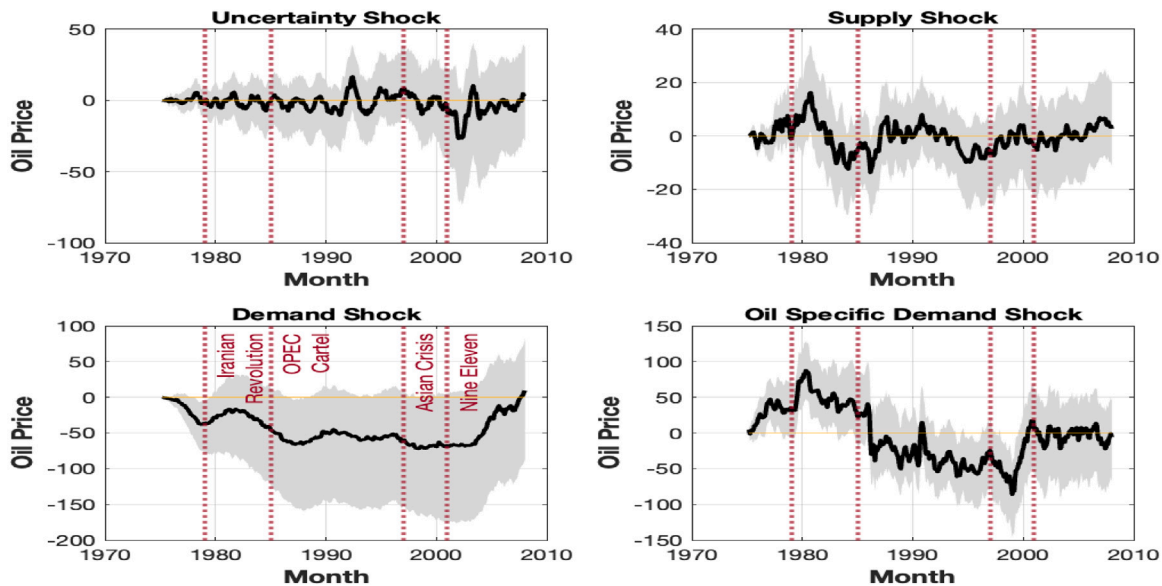 Uncertainty Shock
50
0
-50
-100
Oil Price
1970
1980
1990
2000
2010
Month
Supply Shock
40
20
0
-20
-40
Oil Price
1970
1980
1990
2000
2010
Month
Demand Shock
100
50
0
-50
-100
-150
-200
Oil Price
Iranian
Revolution
OPEC
Cartel
Asian Crisis
Nine Eleven
1970
1980
1990
2000
2010
Month
Oil Specific Demand Shock
150
100
50
0
-50
-100
-150
Oil Price
1970
1980
1990
2000
2010
Month